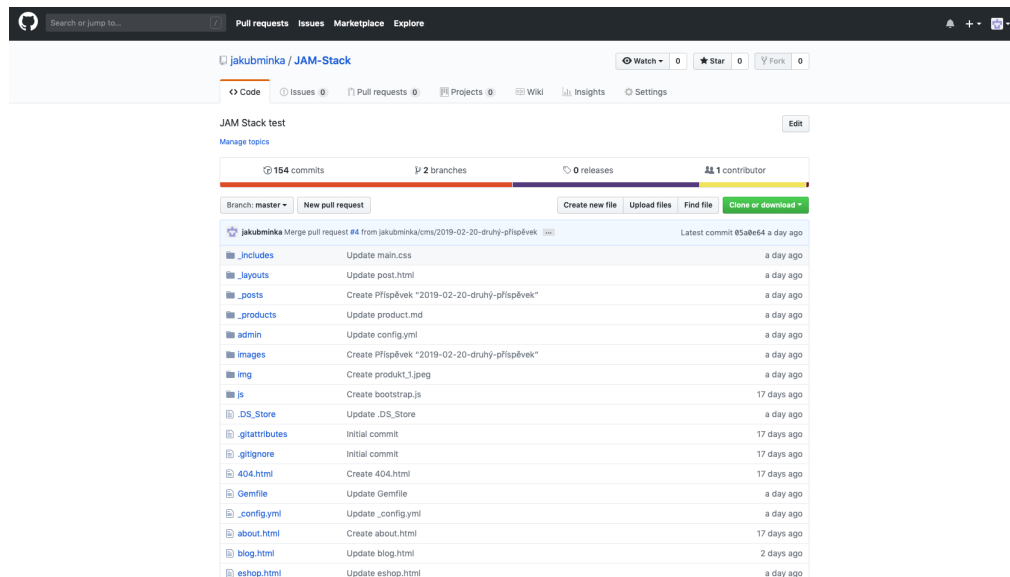 Search or jump to... / Pull requests Issues Marketplace Explore
jakubminka / JAM-Stack Watch 0 Star 0 Fork 0
Code Issues 0 Pull requests 0 Projects 0 Wiki Insights Settings
JAM Stack test Edit
Manage topics
154 commits 2 branches 0 releases 1 contributor
Branch: master New pull request Create new file Upload files Find file Clone or download
jakubminka Merge pull request #4 from jakubminka/cms/2019-02-20-druhý-příspěvek ... Latest commit 05a0e64 a day ago
_includes Update main.css a day ago
_layouts Update post.html a day ago
_posts Create Příspěvek "2019-02-20-druhý-příspěvek" a day ago
_products Update product.md a day ago
admin Update config.yml a day ago
images Create Příspěvek "2019-02-20-druhý-příspěvek" a day ago
img Create produkt_1.jpeg a day ago
js Create bootstrap.js 17 days ago
.DS_Store Update .DS_Store a day ago
.gitattributes Initial commit 17 days ago
.gitignore Initial commit 17 days ago
404.html Create 404.html 17 days ago
Gemfile Update Gemfile a day ago
_config.yml Update _config.yml a day ago
about.html Create about.html 17 days ago
blog.html Update blog.html 2 days ago
eshop.html Update eshop.html a day ago